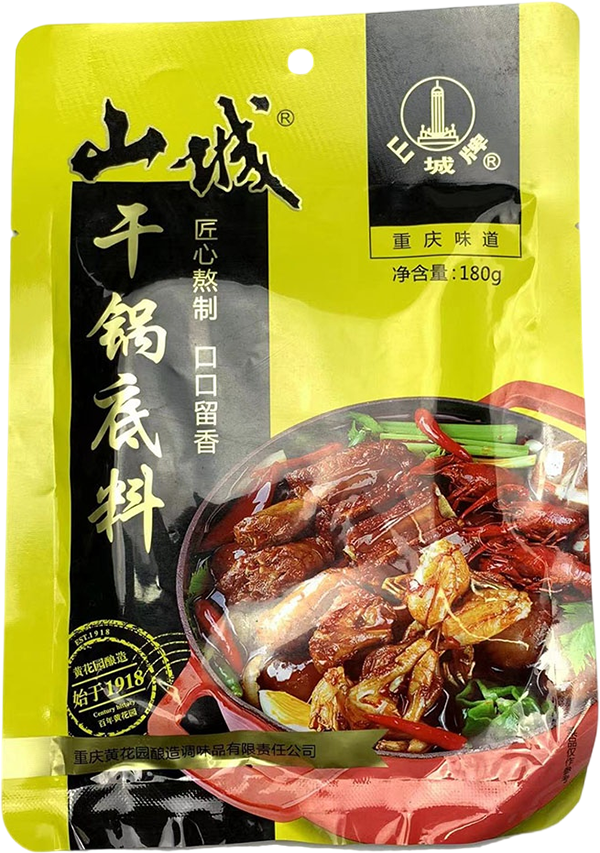 山城®
干锅底料
匠心熬制 口口留香
山城牌®
重庆味道
净含量:180g
EST.1918
黄花园酿造
始于1918
Century history
百年黄花园
重庆黄花园酿造调味品有限责任公司